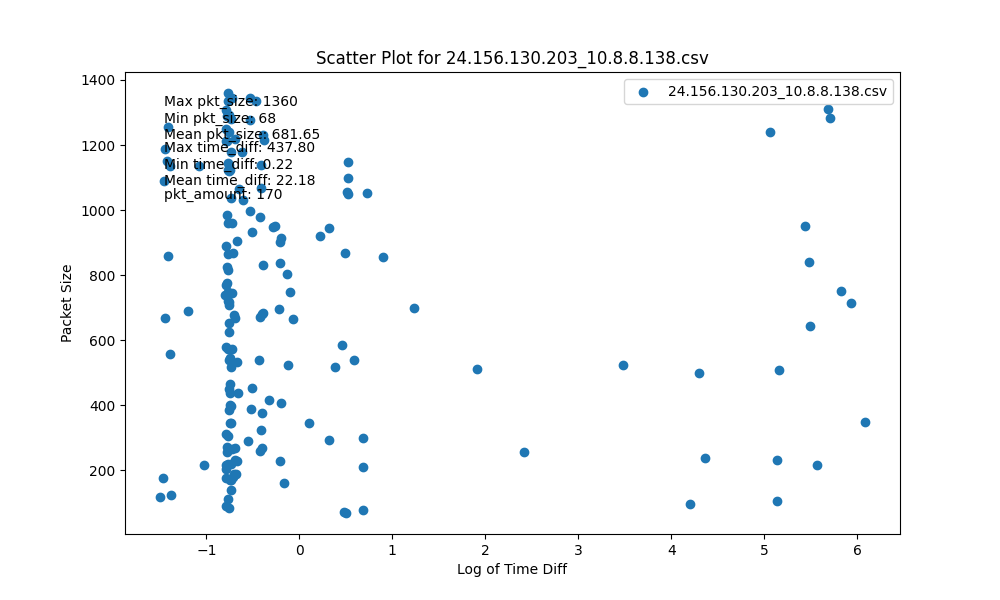 Scatter Plot for 24.156.130.203_10.8.8.138.csv
24.156.130.203_10.8.8.138.csv
Max pkt_size: 1360
Min pkt_size: 68
Mean pkt_size: 681.65
Max time_diff: 437.80
Min time_diff: 0.22
Mean time_diff: 22.18
pkt_amount: 170
Packet Size
1400
1200
1000
800
600
400
200
−1 0 1 2 3 4 5 6
Log of Time Diff